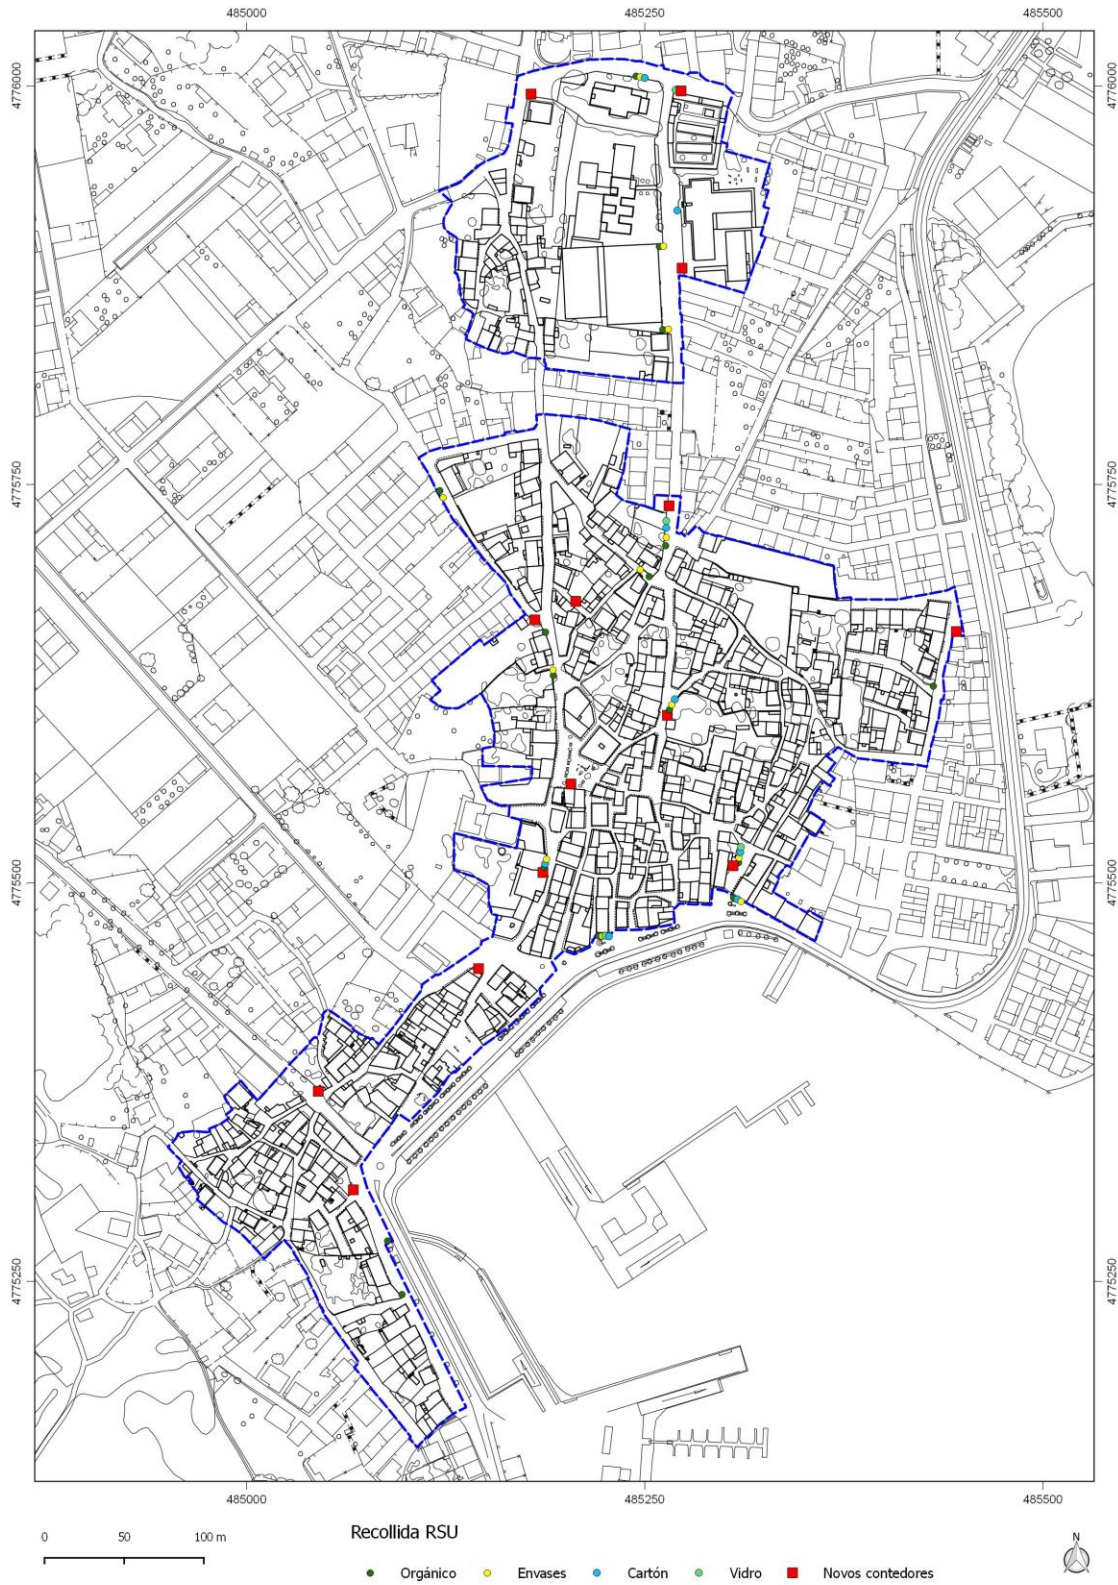 485000 485250 485500
4776000 4776000
4775750 4775750
4775500 4775500
4775250 4775250
485000 485250 485500
0 50 100 m
Recollida RSU
N
Orgánico Envases Cartón Vidro Novos contedores